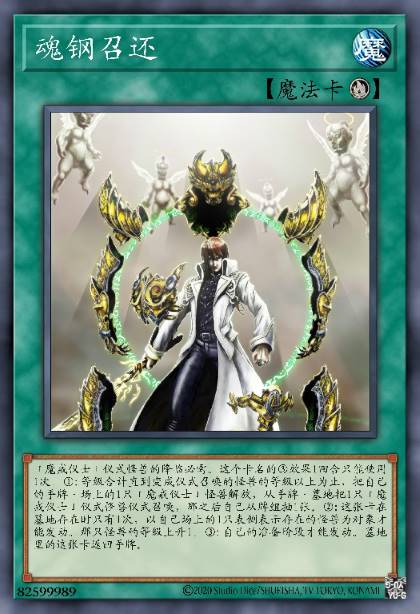 魂钢召还
魔
【魔法卡】
「魔戒仪士」仪式怪兽的降临必需。这个卡名的③效果1回合只能使用
1次。①:等级合计直到变成仪式召唤的怪兽的等级以上为止,把自己
的手牌·场上的1只「魔戒仪士」怪兽解放,从手牌·墓地把1只「魔
戒仪士」仪式怪兽仪式召唤,那之后自己从牌组抽1张。②:这张卡在
墓地存在时只有1次,以自己场上的1只表侧表示存在的怪兽为对象才
能发动。那只怪兽的等级上升1。③:自己的准备阶段才能发动。墓地
里的这张卡返回手牌。
82599989
©2020 Studio Dice/SHUEISHA, TV TOKYO, KONAMI